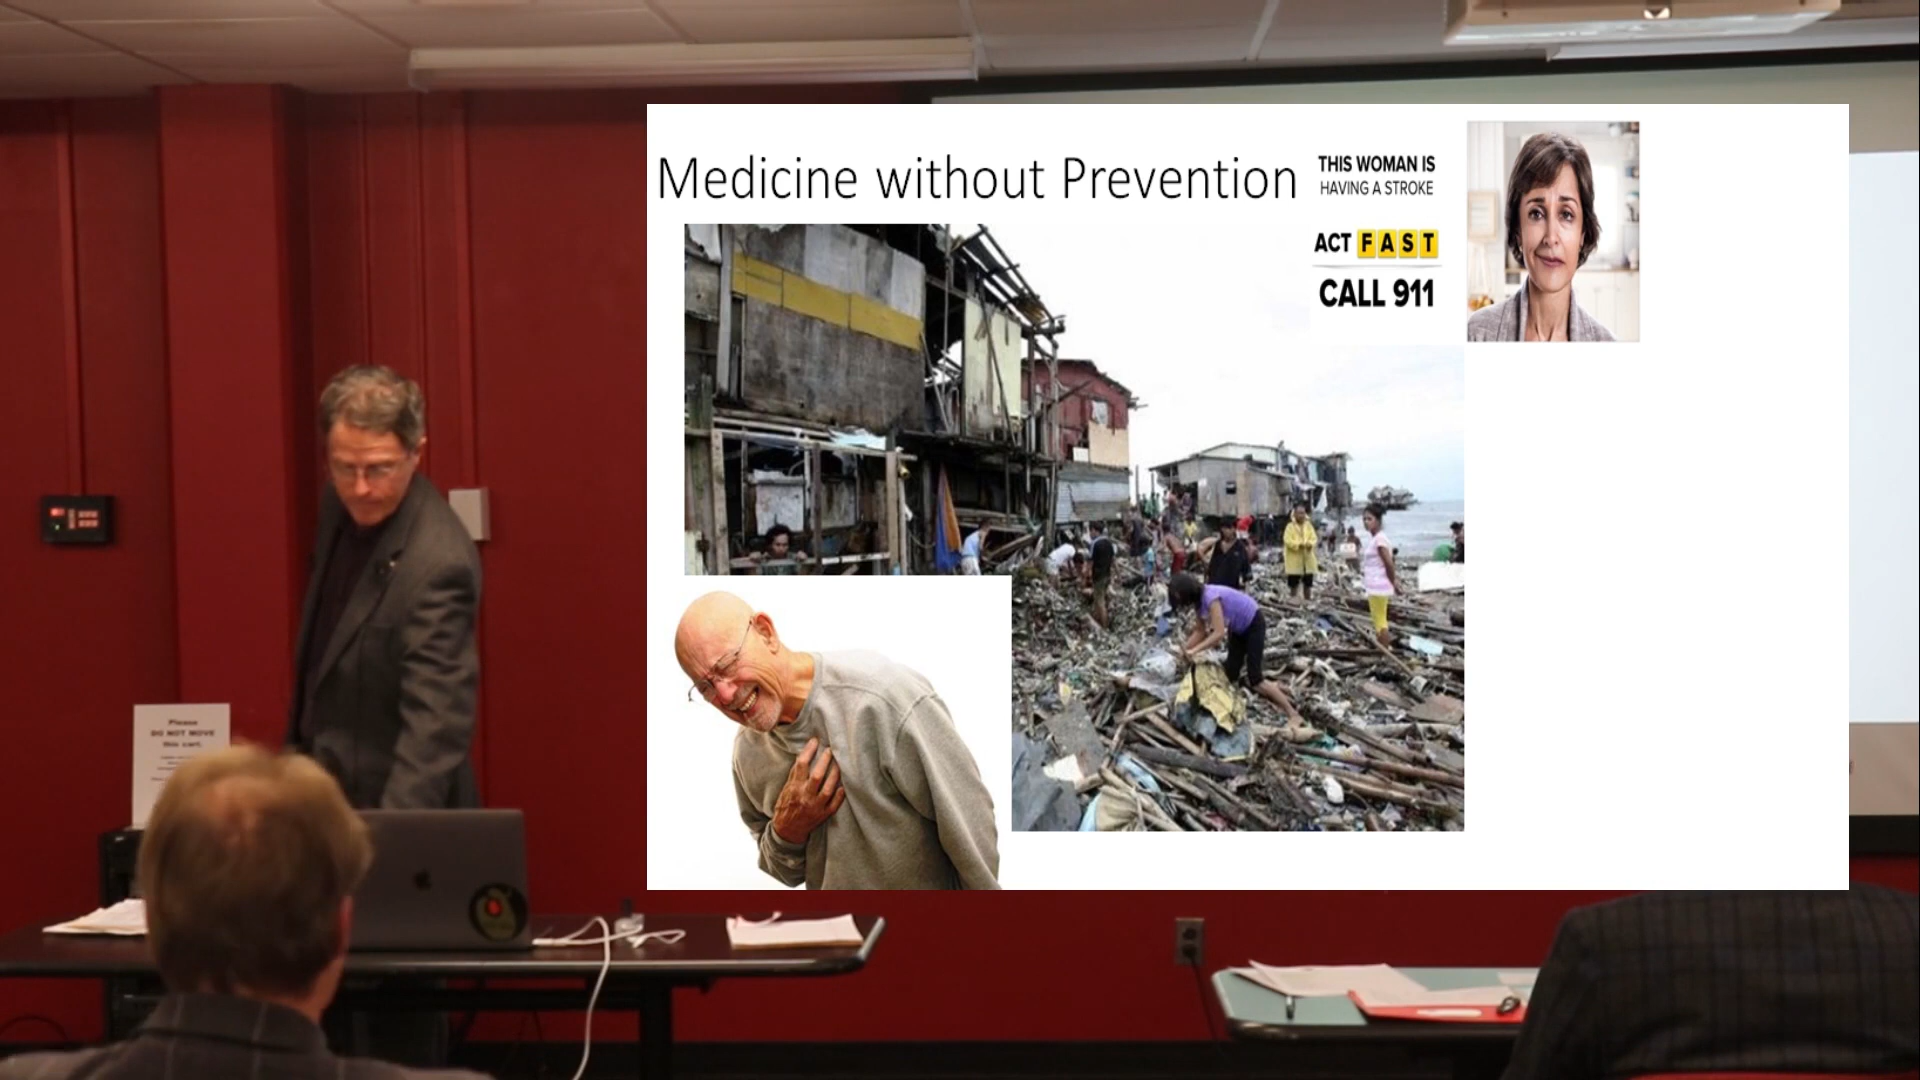 Medicine without Prevention
THIS WOMAN IS
HAVING A STROKE
ACT FAST
CALL 911
Please
DO NOT MOVE
this cart.